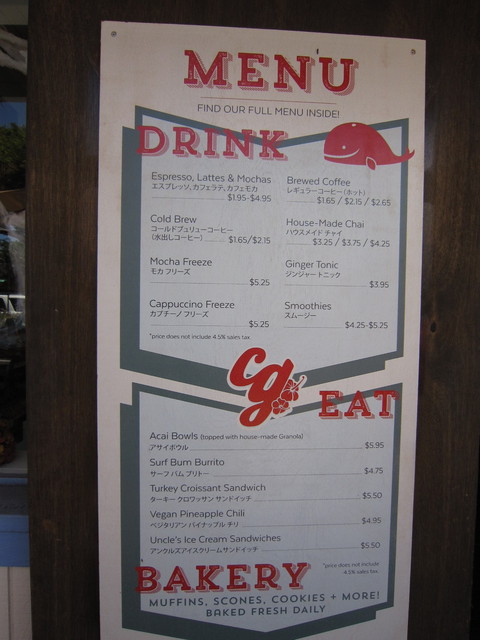 MENU
FIND OUR FULL MENU INSIDE!
DRINK
Espresso, Lattes & Mochas
エスプレッソ、カフェラテ、カフェモカ
$1.95-$4.95
Cold Brew
コールドブリューコーヒー
(水出しコーヒー) $1.65/$2.15
Mocha Freeze
モカ フリーズ
$5.25
Cappuccino Freeze
カプチーノ フリーズ
$5.25
*price does not include 4.5% sales tax.
Brewed Coffee
レギュラーコーヒー(ホット)
$1.65 / $2.15 / $2.65
House-Made Chai
ハウスメイド チャイ
$3.25 / $3.75 / $4.25
Ginger Tonic
ジンジャートニック
$3.95
Smoothies
スムージー
$4.25-$5.25
cg
EAT
Acai Bowls (topped with house-made Granola)
アサイボウル $5.95
Surf Bum Burrito
サーフ バム ブリトー $4.75
Turkey Croissant Sandwich
ターキー クロワッサン サンドイッチ $5.50
Vegan Pineapple Chili
ベジタリアン パイナップル チリ $4.95
Uncle's Ice Cream Sandwiches
アンクルズアイスクリームサンドイッチ $5.50
*price does not include
4.5% sales tax.
BAKERY
MUFFINS, SCONES, COOKIES + MORE!
BAKED FRESH DAILY